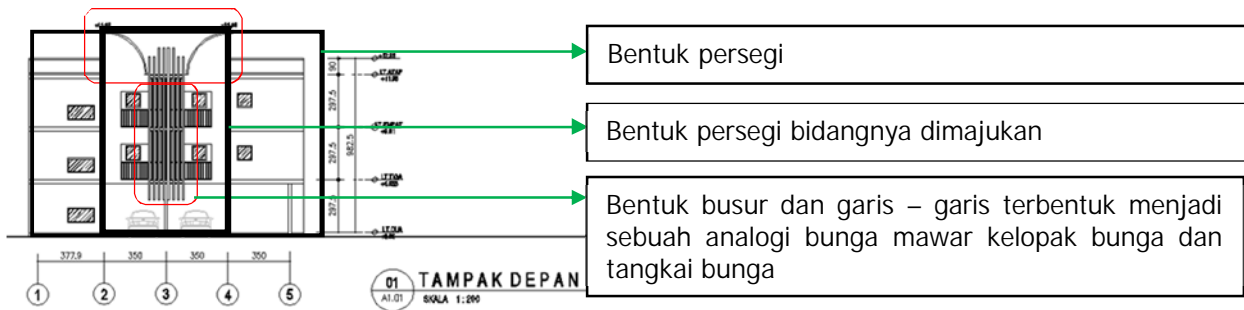 Bentuk persegi
Bentuk persegi bidangnya dimajukan
Bentuk busur dan garis – garis terbentuk menjadi
sebuah analogi bunga mawar kelopak bunga dan
tangkai bunga
90
297.5
297.5
297.5
982.5
377.9 350 350 350
1 2 3 4 5
01 TAMPAK DEPAN
A1.01 SKALA 1:200